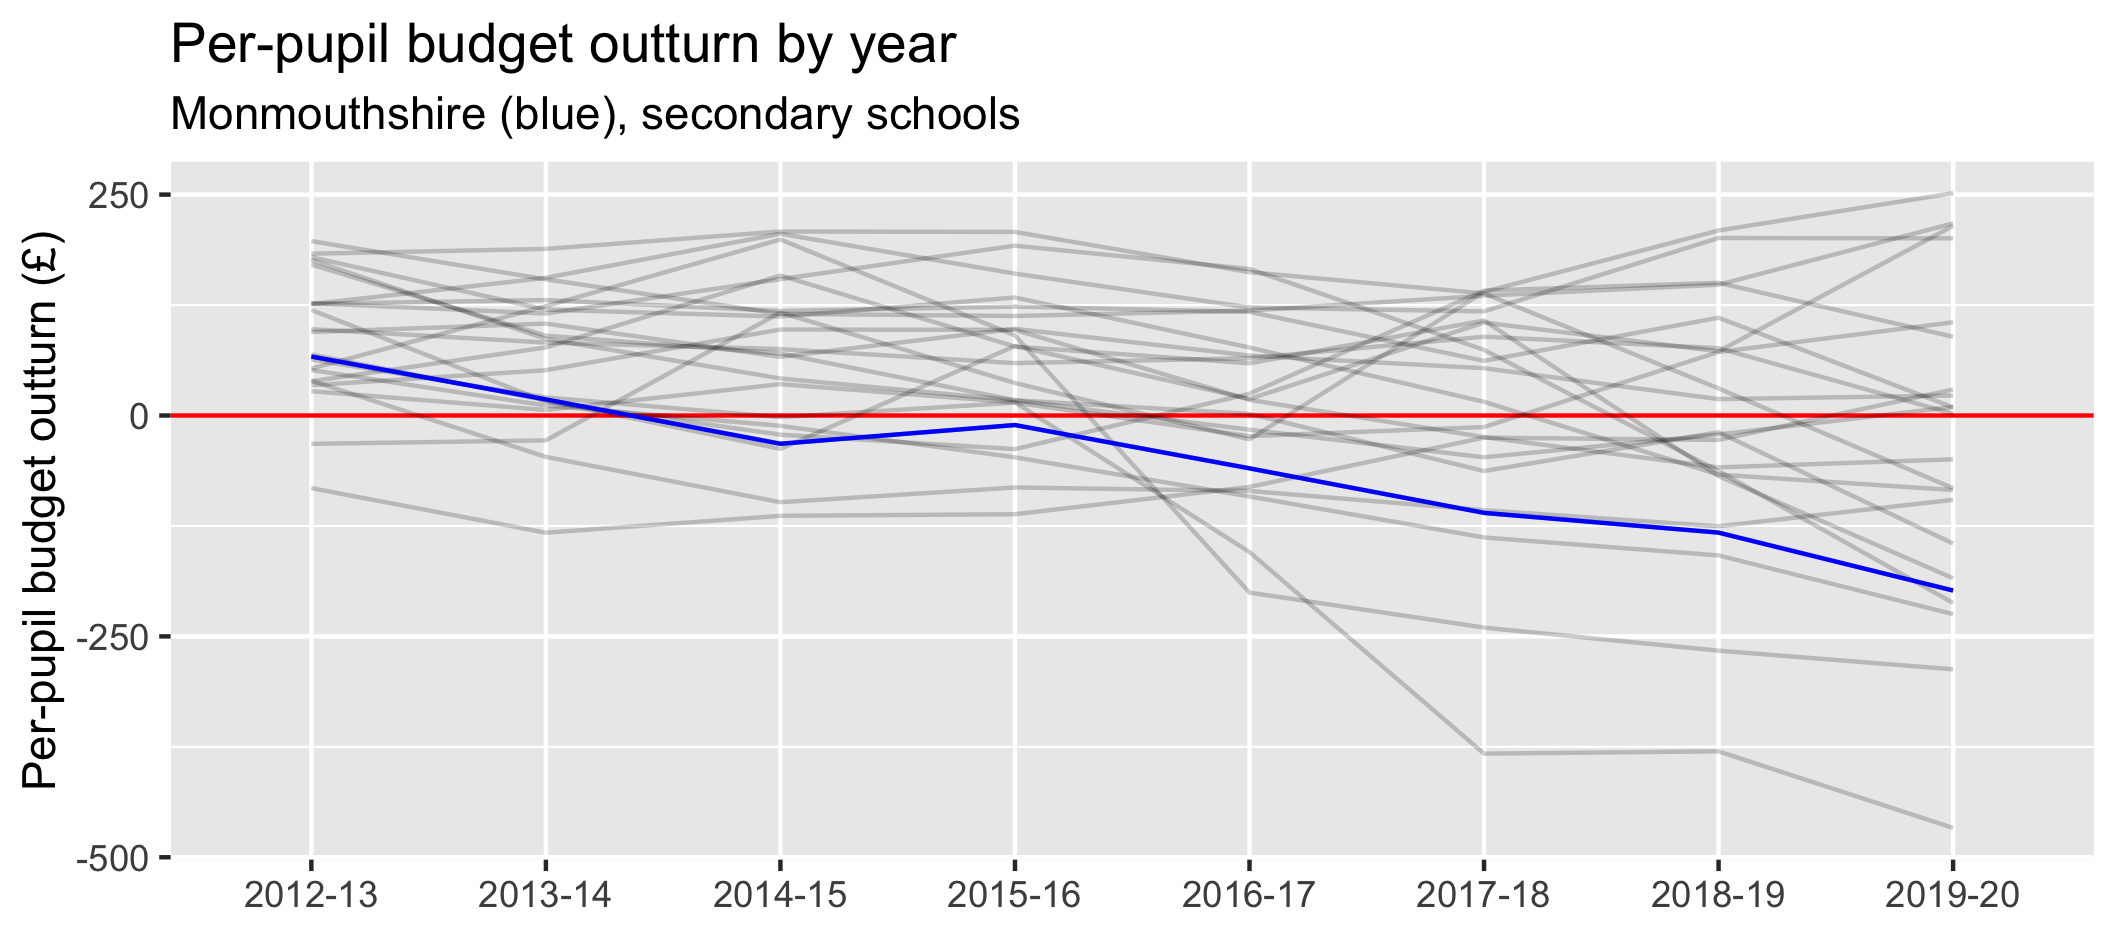 Per-pupil budget outturn by year
Monmouthshire (blue), secondary schools
Per-pupil budget outturn (£)
250
0
-250
-500
2012-13 2013-14 2014-15 2015-16 2016-17 2017-18 2018-19 2019-20